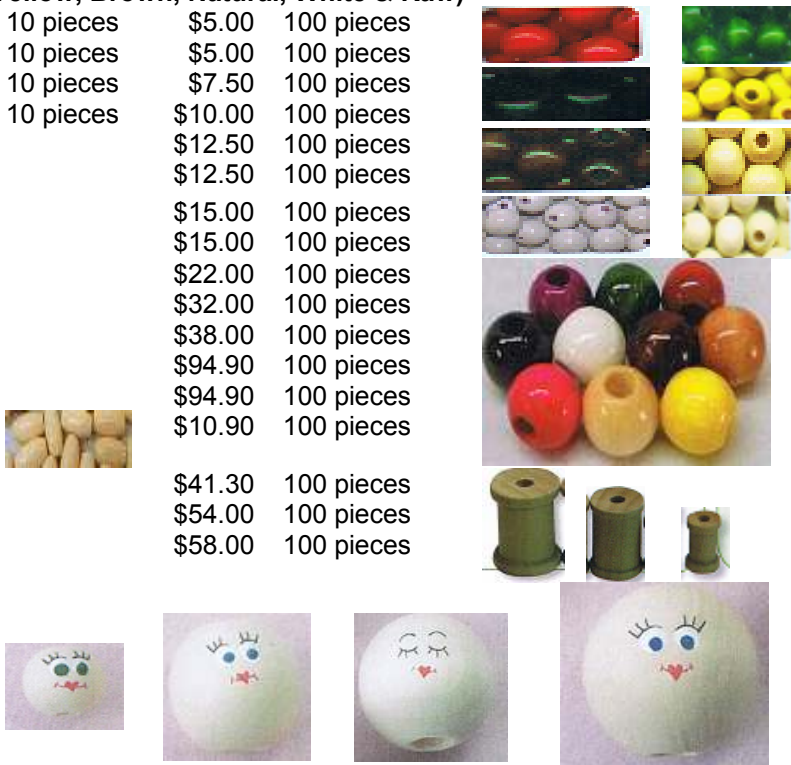 Brown, Natural, White & Raw)
10 pieces $5.00 100 pieces
10 pieces $5.00 100 pieces
10 pieces $7.50 100 pieces
10 pieces $10.00 100 pieces
$12.50 100 pieces
$12.50 100 pieces
$15.00 100 pieces
$15.00 100 pieces
$22.00 100 pieces
$32.00 100 pieces
$38.00 100 pieces
$94.90 100 pieces
$94.90 100 pieces
$10.90 100 pieces
$41.30 100 pieces
$54.00 100 pieces
$58.00 100 pieces